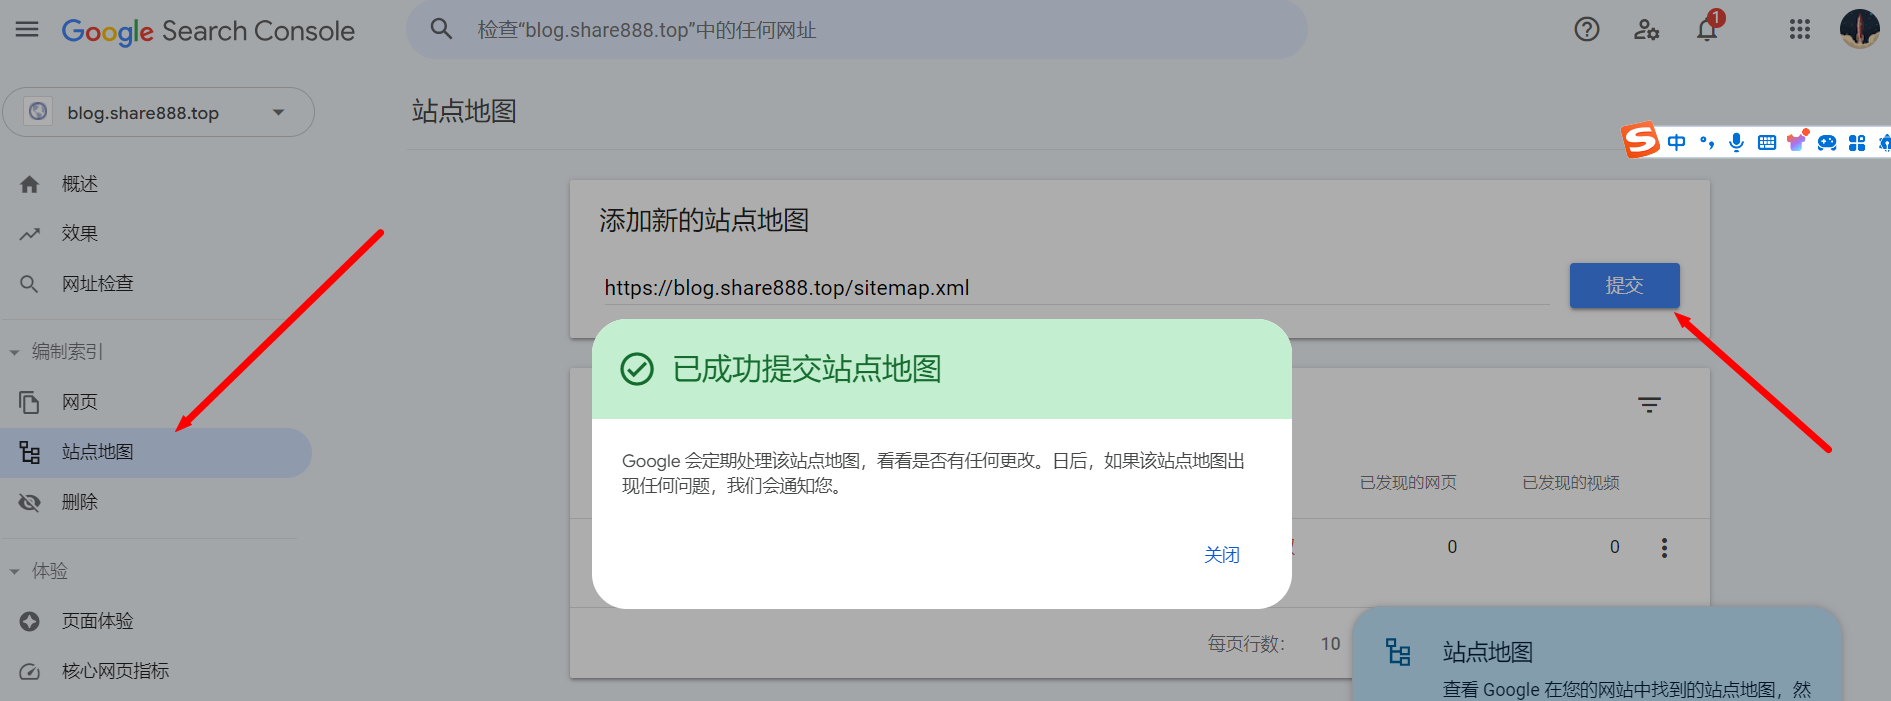 Google Search Console
检查“blog.share888.top”中的任何网址
1
blog.share888.top
站点地图
中
概述
效果
网址检查
编制索引
网页
站点地图
删除
体验
页面体验
核心网页指标
添加新的站点地图
https://blog.share888.top/sitemap.xml
提交
已成功提交站点地图
Google 会定期处理该站点地图，看看是否有任何更改。日后，如果该站点地图出
现任何问题，我们会通知您。
关闭
已发现的网页
已发现的视频
0
0
每页行数：
10
站点地图
查看 Google 在您的网站中找到的站点地图，然